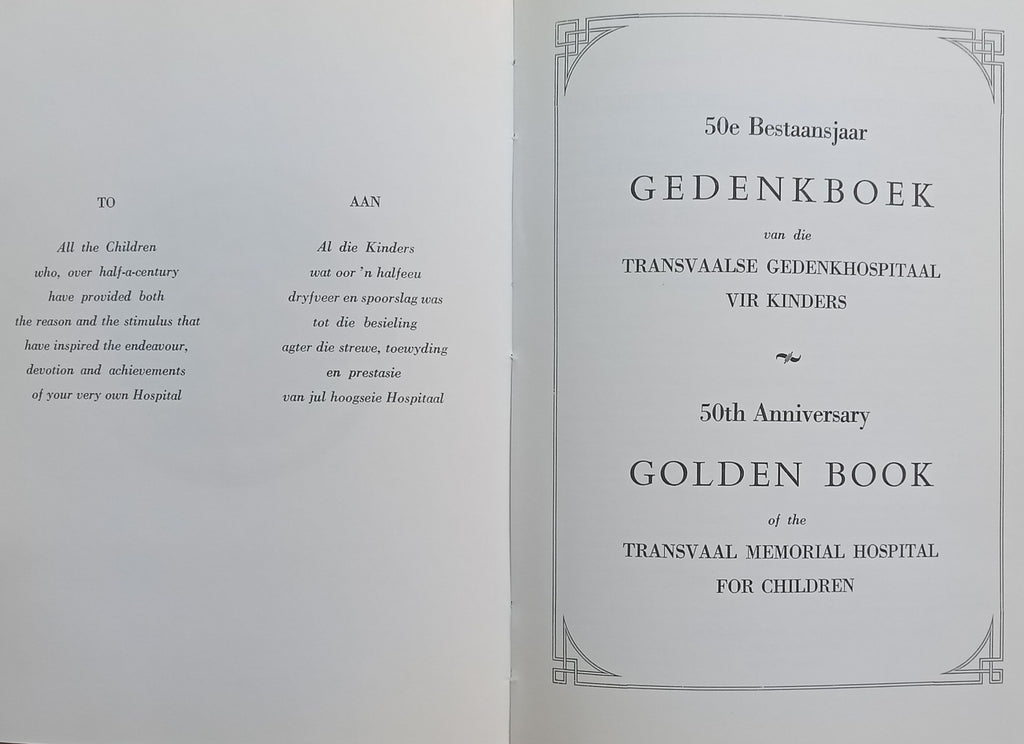 TO
All the Children
who, over half-a-century
have provided both
the reason and the stimulus that
have inspired the endeavour,
devotion and achievements
of your very own Hospital
AAN
Al die Kinders
wat oor 'n halfeeu
dryfveer en spoorslag was
tot die besieling
agter die strewe, toewyding
en prestasie
van jul hoogseie Hospitaal
50e Bestaansjaar
GEDENKBOEK
van die
TRANSVAALSE GEDENKHOSPITAAL
VIR KINDERS
50th Anniversary
GOLDEN BOOK
of the
TRANSVAAL MEMORIAL HOSPITAL
FOR CHILDREN